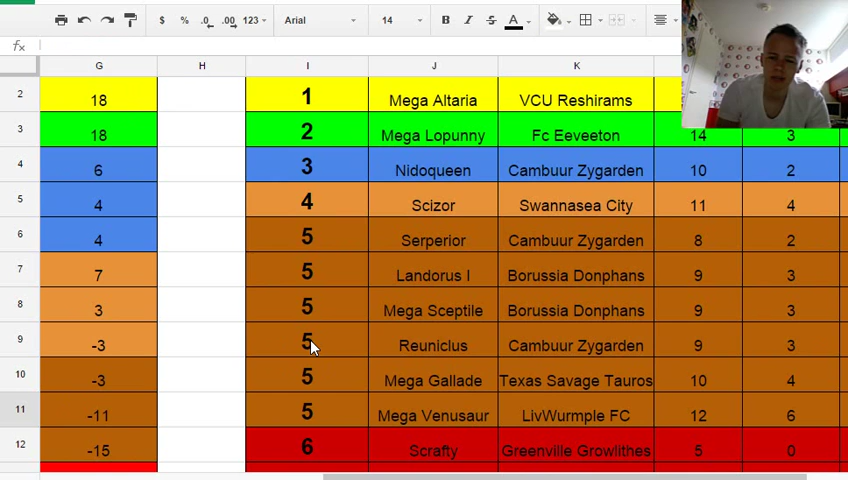 $ % .0 .00 123 Arial 14 B I S A
fx
G H I J K
2 18 1 Mega Altaria VCU Reshirams
3 18 2 Mega Lopunny Fc Eeveeton 14 3
4 6 3 Nidoqueen Cambuur Zygarden 10 2
5 4 4 Scizor Swannasea City 11 4
6 4 5 Serperior Cambuur Zygarden 8 2
7 7 5 Landorus I Borussia Donphans 9 3
8 3 5 Mega Sceptile Borussia Donphans 9 3
9 -3 5 Reuniclus Cambuur Zygarden 9 3
10 -3 5 Mega Gallade Texas Savage Tauros 10 4
11 -11 5 Mega Venusaur LivWurmple FC 12 6
12 -15 6 Scrafty Greenville Growlithes 5 0